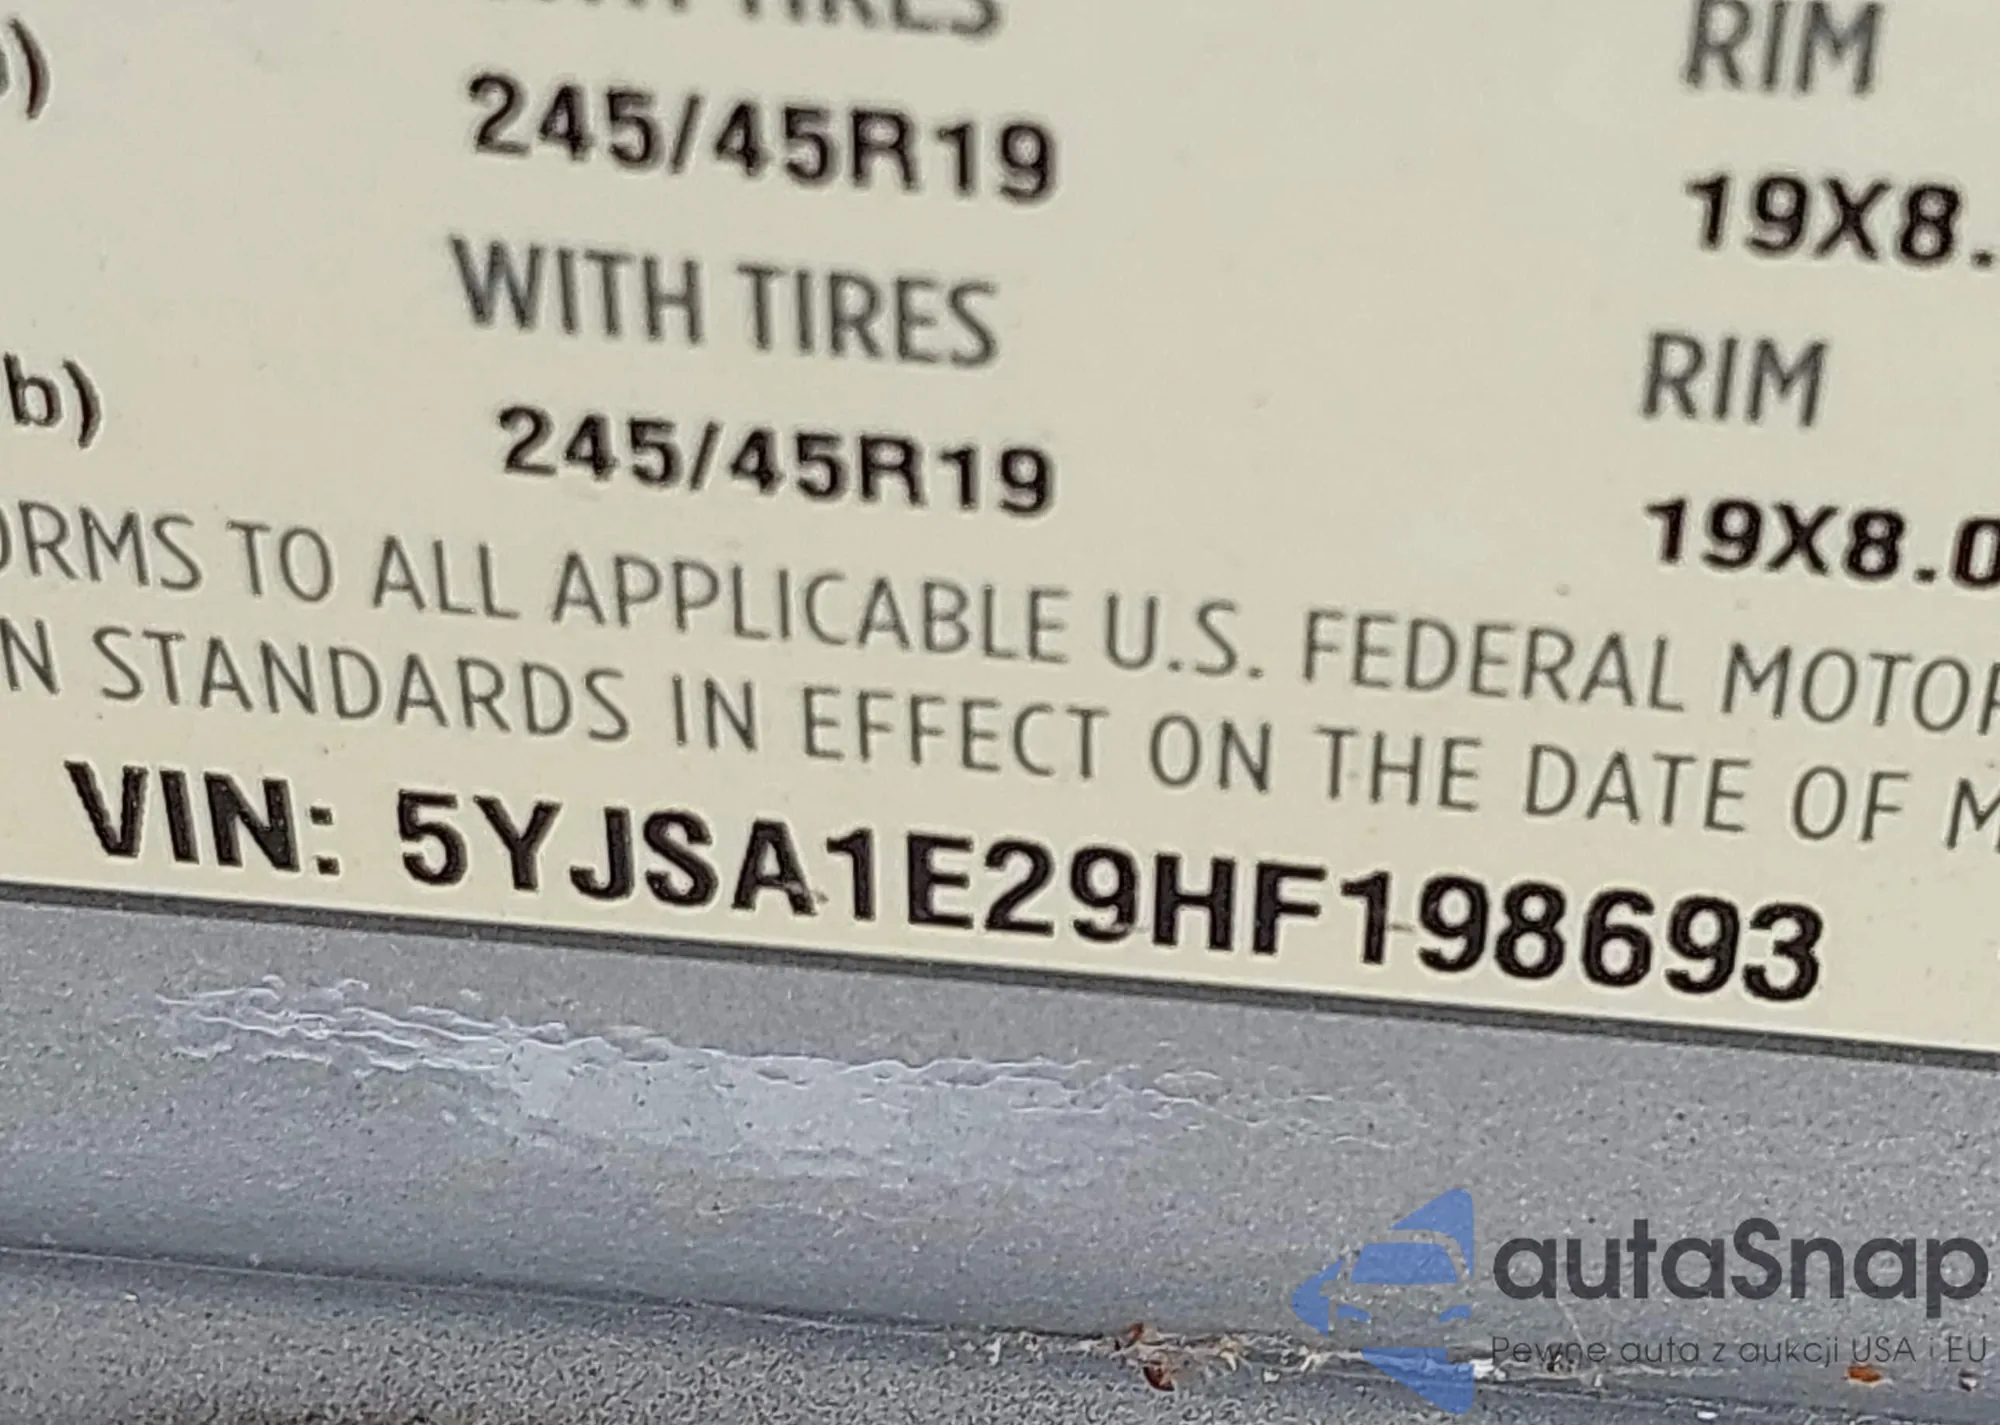 TIRES
RIM
245/45R19
19X8.
WITH TIRES
RIM
b)
245/45R19
19X8.0
ORMS TO ALL APPLICABLE U.S. FEDERAL MOTOR
N STANDARDS IN EFFECT ON THE DATE OF M
VIN: 5YJSA1E29HF198693
autaSnap
Pewne auta z aukcji USA i EU